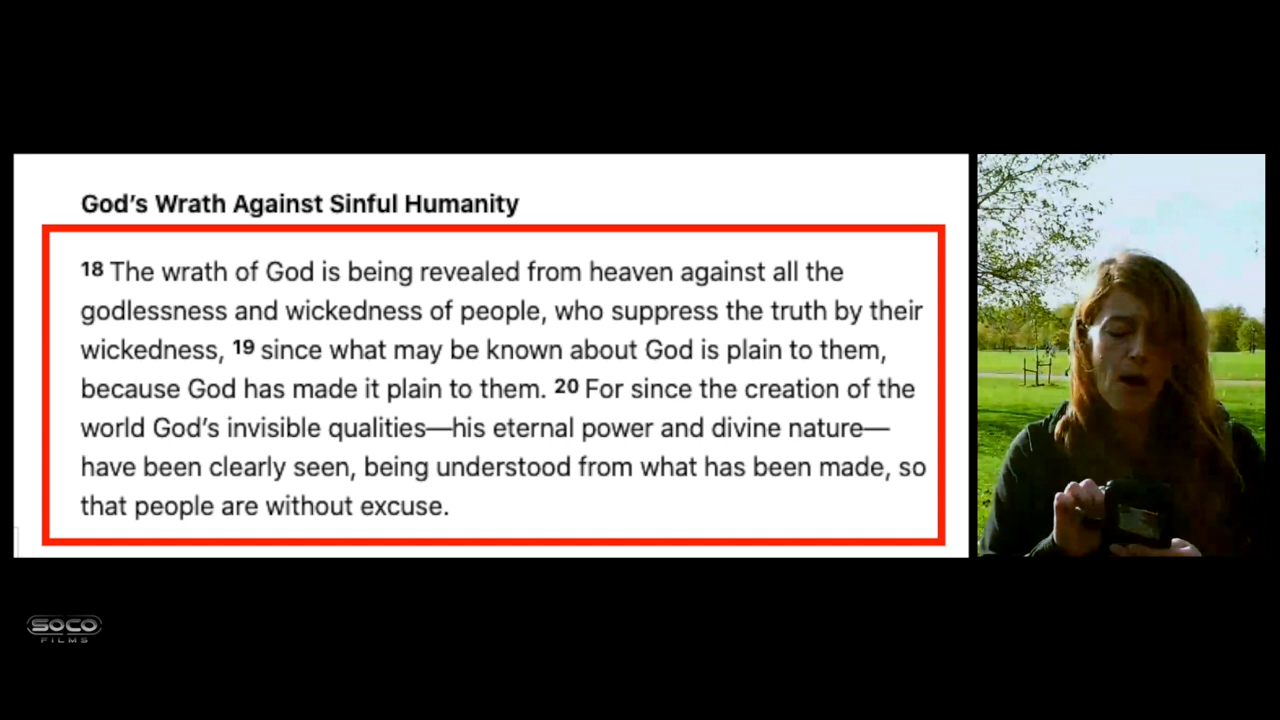 God’s Wrath Against Sinful Humanity
18 The wrath of God is being revealed from heaven against all the
godlessness and wickedness of people, who suppress the truth by their
wickedness, 19 since what may be known about God is plain to them,
because God has made it plain to them. 20 For since the creation of the
world God’s invisible qualities—his eternal power and divine nature—
have been clearly seen, being understood from what has been made, so
that people are without excuse.
SOCO
FILMS